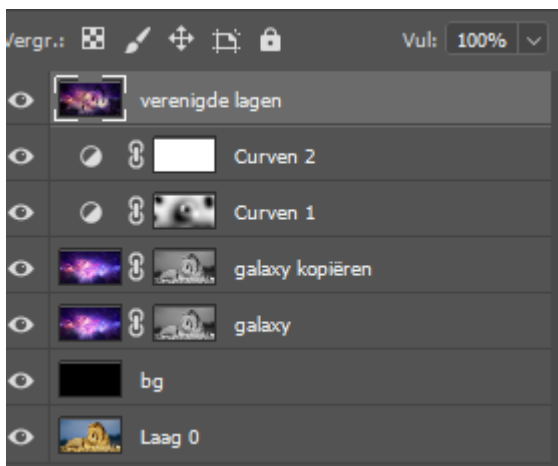 Vergr.: Vul: 100%
verenigde lagen
Curven 2
Curven 1
galaxy kopiëren
galaxy
bg
Laag 0